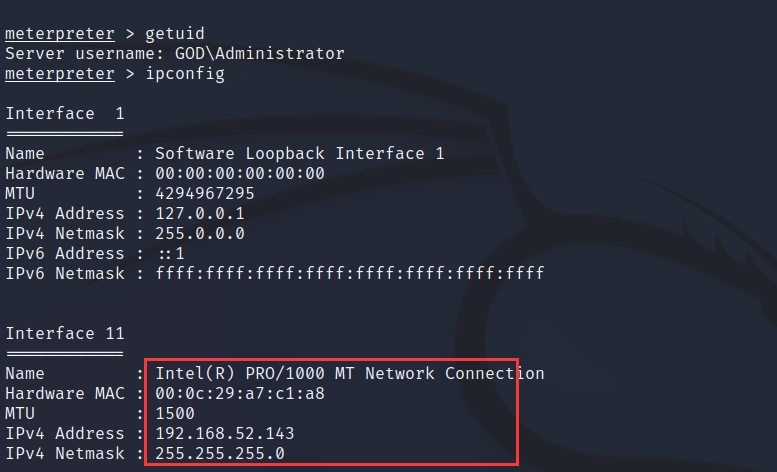 meterpreter > getuid
Server username: GOD\Administrator
meterpreter > ipconfig
Interface  1
============
Name         : Software Loopback Interface 1
Hardware MAC : 00:00:00:00:00:00
MTU          : 4294967295
IPv4 Address : 127.0.0.1
IPv4 Netmask : 255.0.0.0
IPv6 Address : ::1
IPv6 Netmask : ffff:ffff:ffff:ffff:ffff:ffff:ffff:ffff
Interface 11
============
Name         : Intel(R) PRO/1000 MT Network Connection
Hardware MAC : 00:0c:29:a7:c1:a8
MTU          : 1500
IPv4 Address : 192.168.52.143
IPv4 Netmask : 255.255.255.0